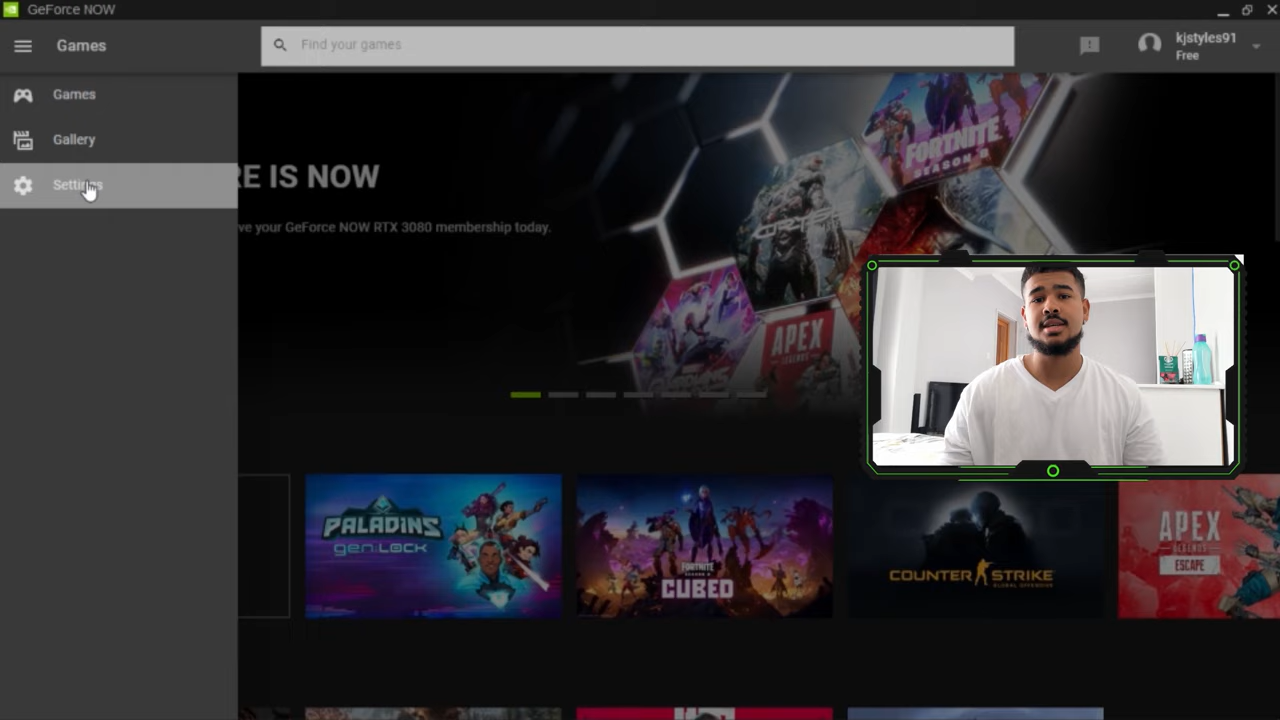 GeForce NOW
Games
Find your games
kjstyles91
Free
Games
Gallery
Settings
RE IS NOW
ve your GeForce NOW RTX 3080 membership today.
FORTNITE
SEASON 8
CRYSIS
APEX
LEGENDS
PALADINS
gen:LOCK
FORTNITE
CUBED
COUNTER STRIKE
GLOBAL OFFENSIVE
APEX
LEGENDS
ESCAPE